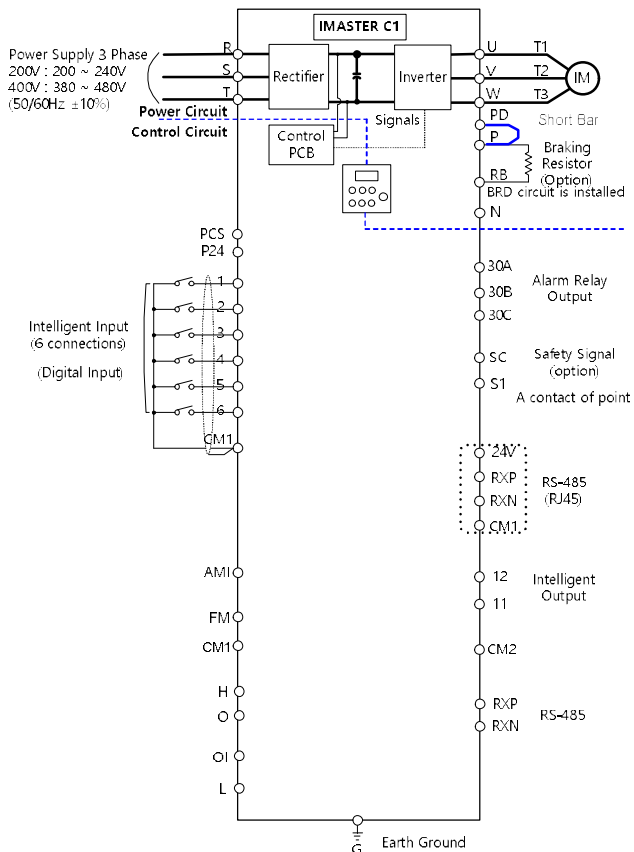 IMASTER C1
Power Supply 3 Phase
200V : 200 ~ 240V
400V : 380 ~ 480V
(50/60Hz ±10%)
R
S
T
Rectifier
Inverter
U
V
W
T1
T2
T3
IM
Power Circuit
Control Circuit
Control
PCB
Signals
PD
P
RB
N
Short Bar
Braking
Resistor
(Option)
BRD circuit is installed
PCS
P24
1
2
3
4
5
6
CM1
Intelligent Input
(6 connections)
(Digital Input)
30A
30B
30C
Alarm Relay
Output
SC
S1
Safety Signal
(option)
A contact of point
24V
RXP
RXN
CM1
RS-485
(RJ45)
AMI
FM
CM1
H
O
OI
L
12
11
CM2
Intelligent
Output
RXP
RXN
RS-485
G
Earth Ground